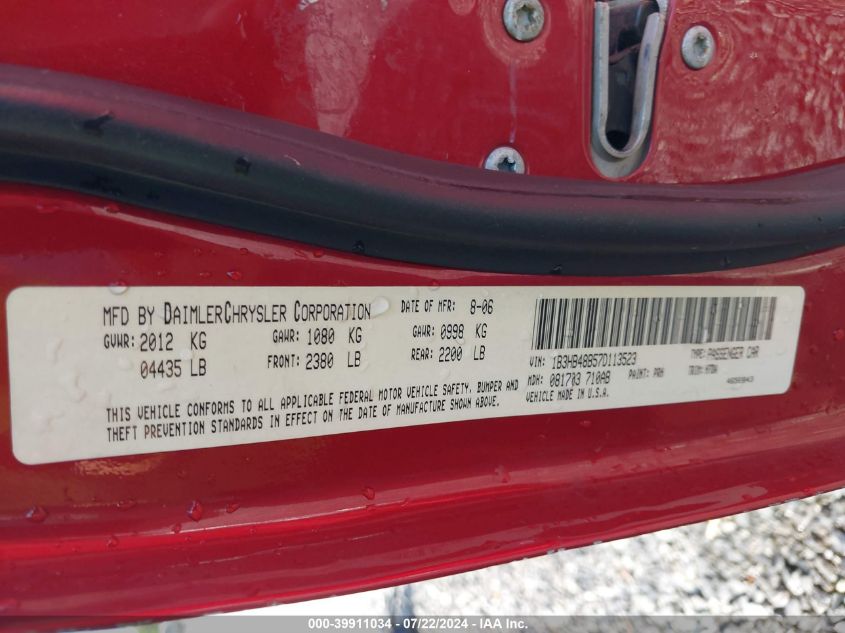 MFD BY DAIMLERCHRYSLER CORPORATION
DATE OF MFR: 8-06
GVWR: 2012 KG
GAWR: 1080 KG
GAWR: 0998 KG
04435 LB
FRONT: 2380 LB
REAR: 2200 LB
VIN: 1B3HB48B57D113523
TYPE: PASSENGER CAR
MDH: 081703 710AB
PAINT: PRH
TRIM:
VEHICLE MADE IN U.S.A.
THIS VEHICLE CONFORMS TO ALL APPLICABLE FEDERAL MOTOR VEHICLE SAFETY, BUMPER AND
THEFT PREVENTION STANDARDS IN EFFECT ON THE DATE OF MANUFACTURE SHOWN ABOVE.
000-39911034 - 07/22/2024 - IAA Inc.